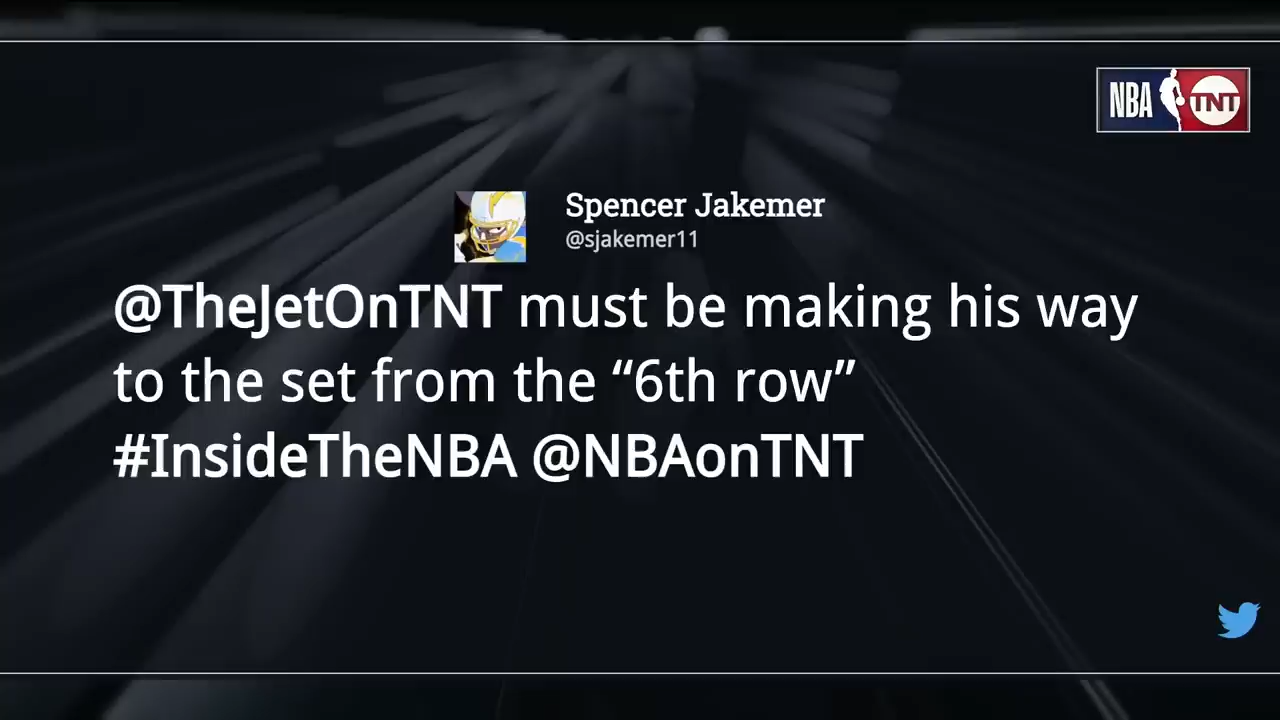 NBA TNT
Spencer Jakemer
@sjakemer11
@TheJetOnTNT must be making his way
to the set from the “6th row”
#InsideTheNBA @NBAonTNT